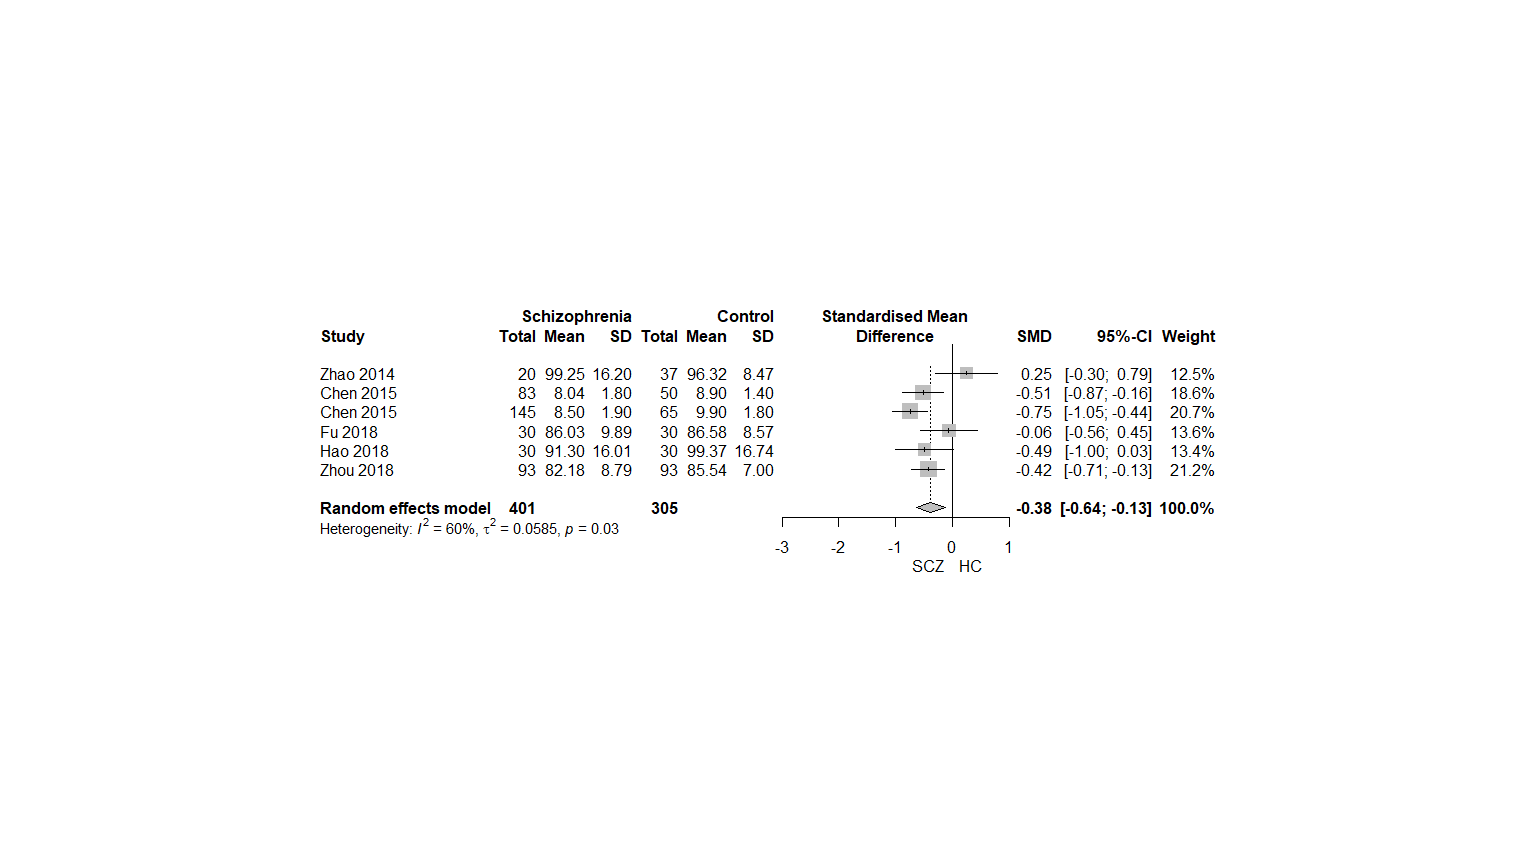 Schizophrenia Control Standardised Mean
Study Total Mean SD Total Mean SD Difference SMD 95%-CI Weight
Zhao 2014 20 99.25 16.20 37 96.32 8.47 0.25 [-0.30; 0.79] 12.5%
Chen 2015 83 8.04 1.80 50 8.90 1.40 -0.51 [-0.87; -0.16] 18.6%
Chen 2015 145 8.50 1.90 65 9.90 1.80 -0.75 [-1.05; -0.44] 20.7%
Fu 2018 30 86.03 9.89 30 86.58 8.57 -0.06 [-0.56; 0.45] 13.6%
Hao 2018 30 91.30 16.01 30 99.37 16.74 -0.49 [-1.00; 0.03] 13.4%
Zhou 2018 93 82.18 8.79 93 85.54 7.00 -0.42 [-0.71; -0.13] 21.2%
Random effects model 401 305 -0.38 [-0.64; -0.13] 100.0%
Heterogeneity: I² = 60%, τ² = 0.0585, p = 0.03
-3 -2 -1 0 1
SCZ HC